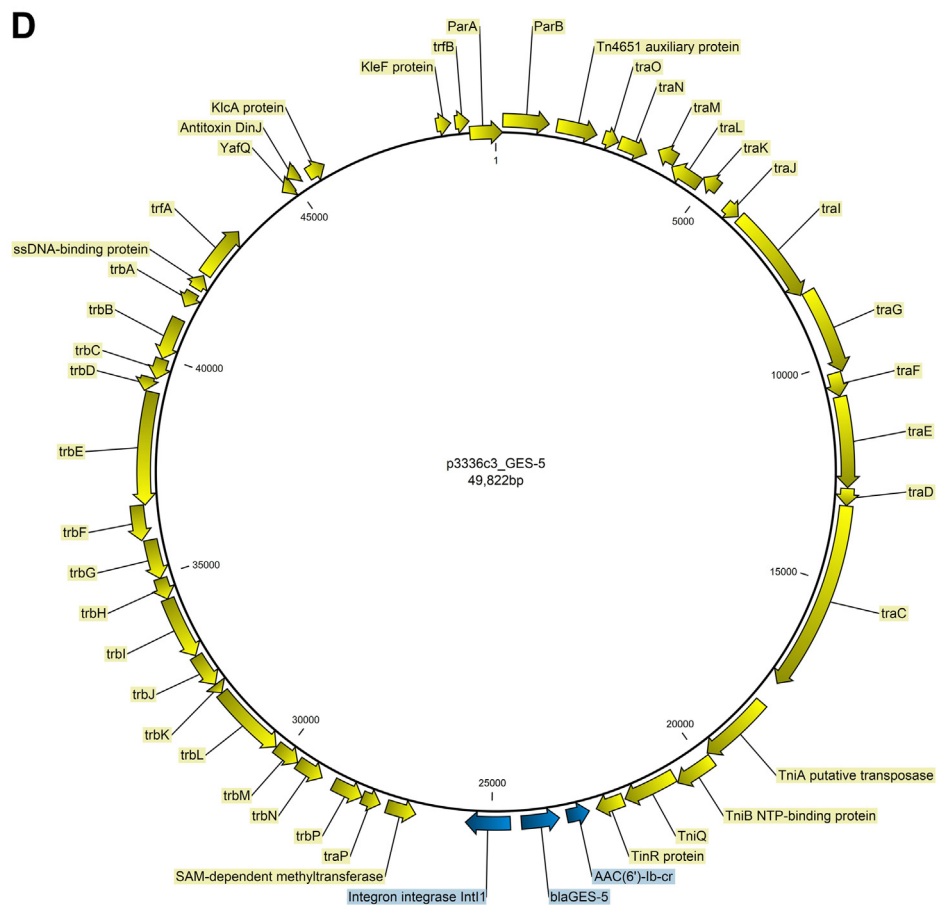 D
ParA
ParB
trfB
Tn4651 auxiliary protein
KleF protein
traO
traN
KlcA protein
traM
Antitoxin DinJ
traL
YafQ
traK
1
traJ
45000
5000
trfA
traI
ssDNA-binding protein
trbA
trbB
traG
trbC
40000
10000
traF
trbD
trbE
traE
p3336c3_GES-5
49,822bp
traD
trbF
trbG
35000
15000
trbH
traC
trbI
trbJ
trbK
30000
20000
trbL
TniA putative transposase
trbM
25000
trbN
TniB NTP-binding protein
trbP
TniQ
traP
TinR protein
SAM-dependent methyltransferase
AAC(6')-Ib-cr
Integron integrase IntI1
blaGES-5